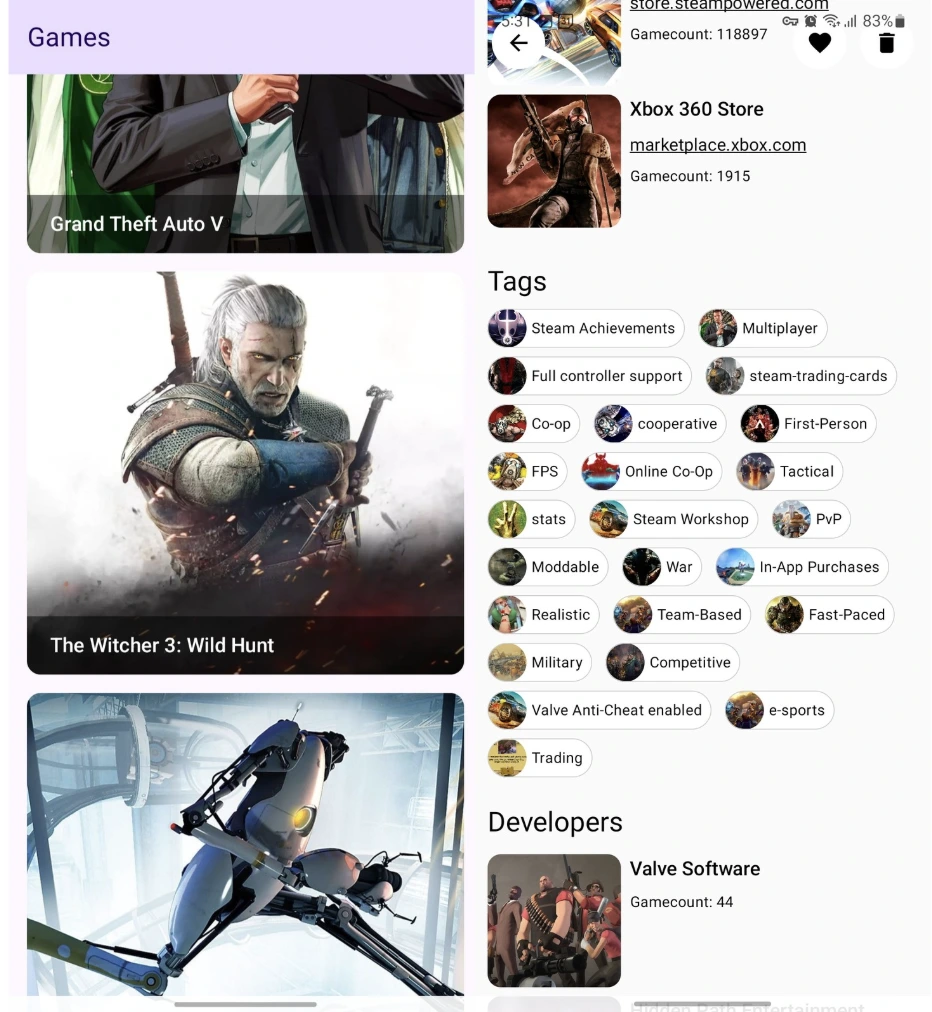 Games
Grand Theft Auto V
The Witcher 3: Wild Hunt
5:31
83%
store.steampowered.com
Gamecount: 118897
Xbox 360 Store
marketplace.xbox.com
Gamecount: 1915
Tags
Steam Achievements
Multiplayer
Full controller support
steam-trading-cards
Co-op
cooperative
First-Person
FPS
Online Co-Op
Tactical
stats
Steam Workshop
PvP
Moddable
War
In-App Purchases
Realistic
Team-Based
Fast-Paced
Military
Competitive
Valve Anti-Cheat enabled
e-sports
Trading
Developers
Valve Software
Gamecount: 44
Hidden Path Entertainment